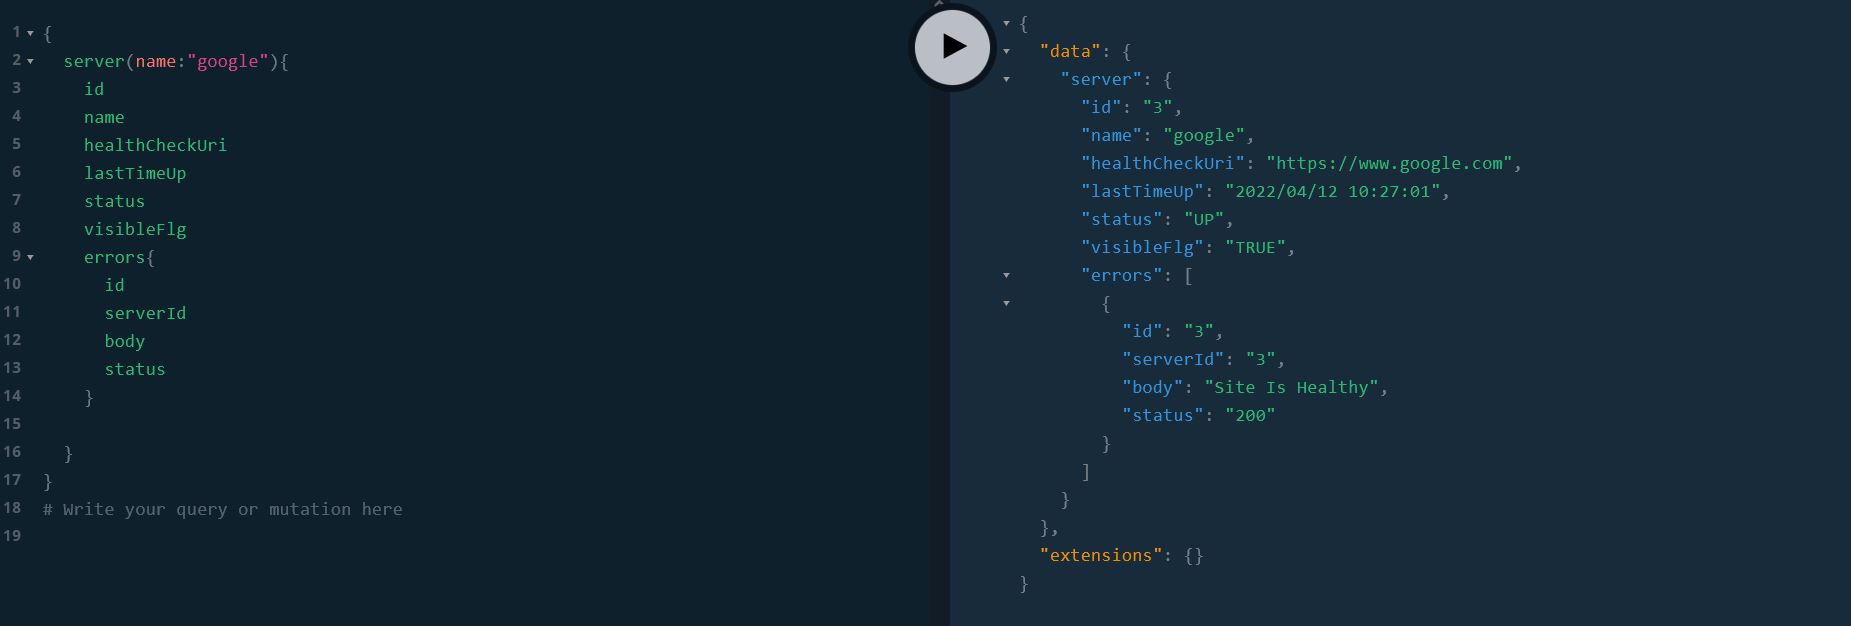 1 {
2 server(name:"google"){
3 id
4 name
5 healthCheckUri
6 lastTimeUp
7 status
8 visibleFlg
9 errors{
10 id
11 serverId
12 body
13 status
14 }
15
16 }
17 }
18 # Write your query or mutation here
19
{
"data": {
"server": {
"id": "3",
"name": "google",
"healthCheckUri": "https://www.google.com",
"lastTimeUp": "2022/04/12 10:27:01",
"status": "UP",
"visibleFlg": "TRUE",
"errors": [
{
"id": "3",
"serverId": "3",
"body": "Site Is Healthy",
"status": "200"
}
]
}
},
"extensions": {}
}